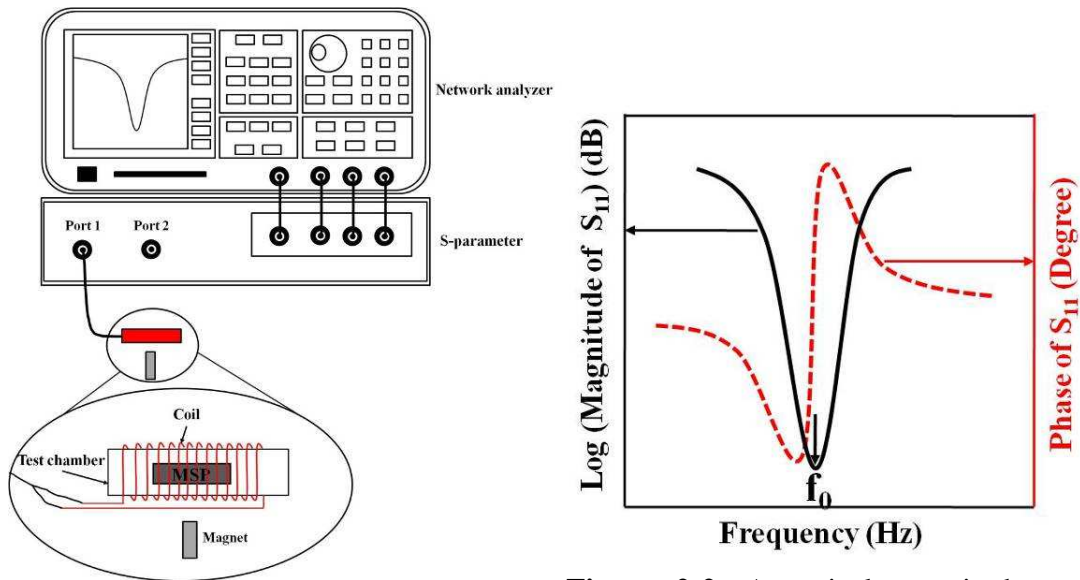 Network analyzer
Port 1
Port 2
S-parameter
Coil
Test chamber
MSP
Magnet
Log (Magnitude of S11) (dB)
Phase of S11 (Degree)
f0
Frequency (Hz)